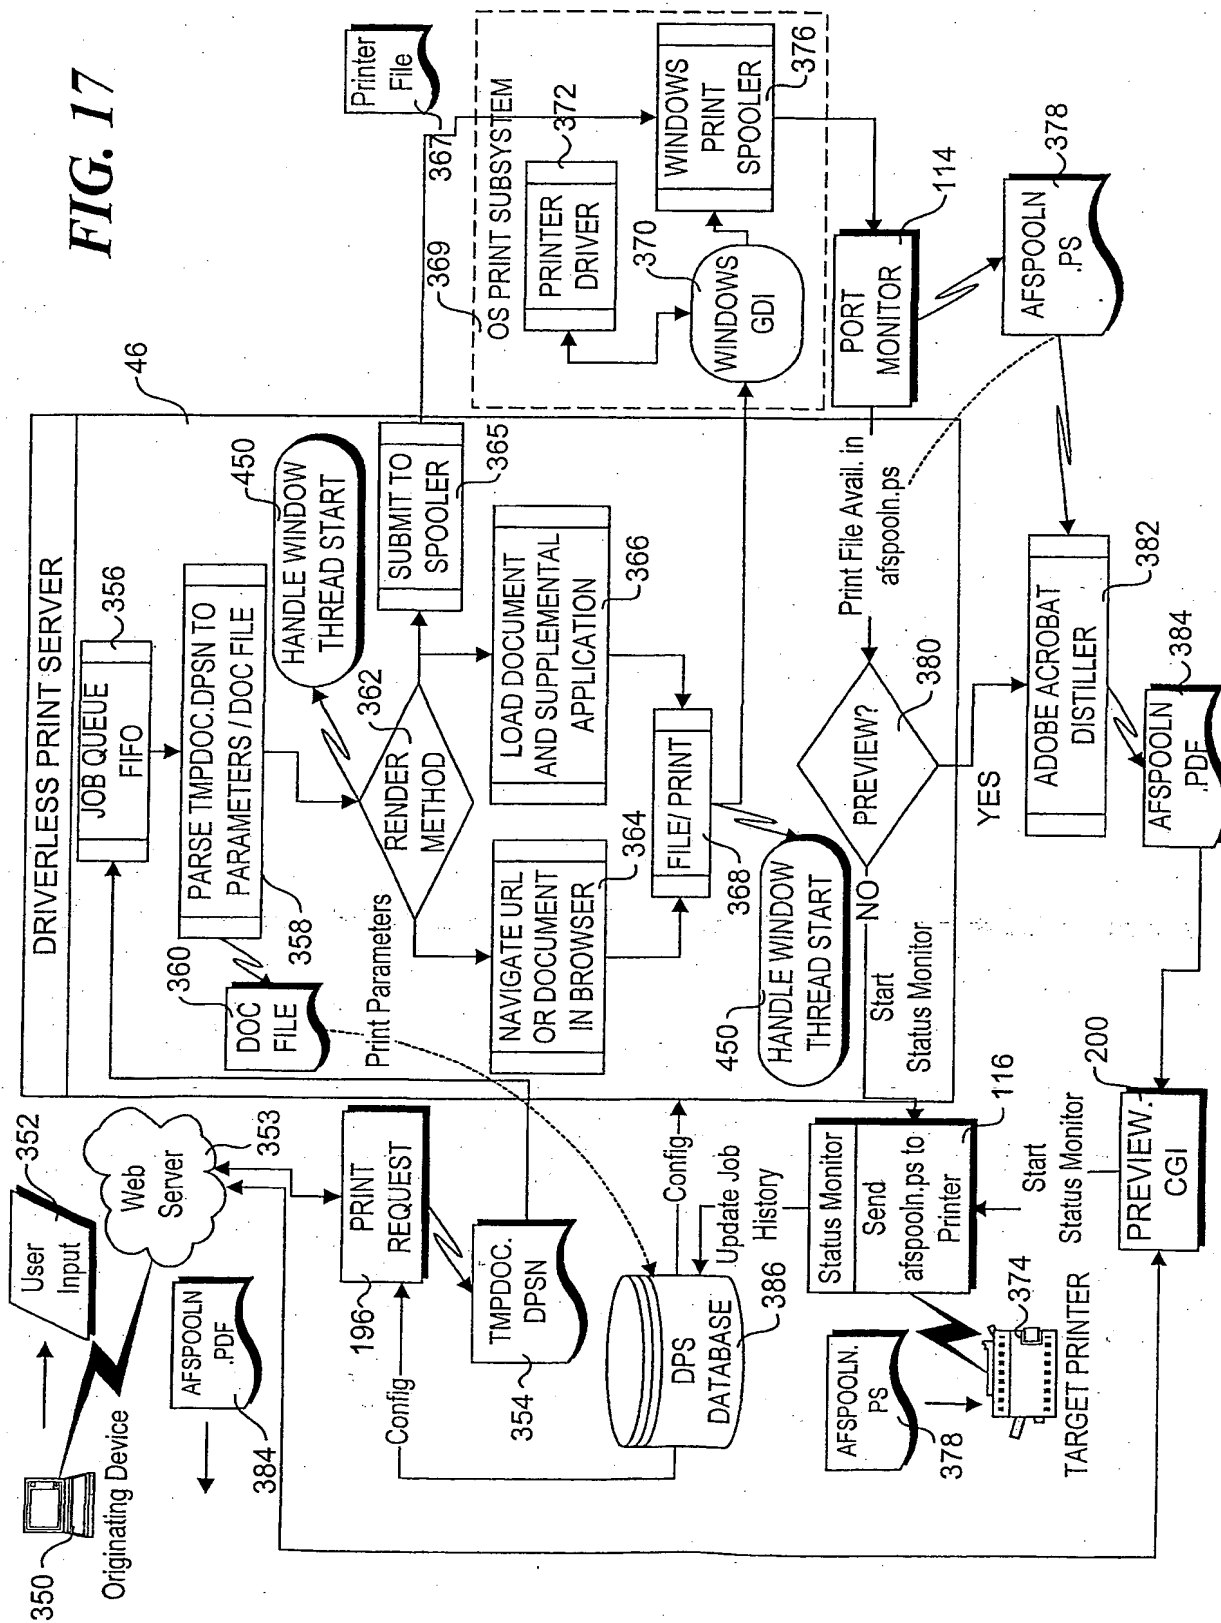 FIG. 17
350
Originating Device
User
Input
352
Web
Server
353
AFSPOOLN
.PDF
384
PRINT
REQUEST
196
TMPDOC.
DPSN
354
Config
DPS
DATABASE
386
Config
Update Job
History
Status Monitor
Send
afspooln.ps to
Printer
116
AFSPOOLN.
PS
378
374
TARGET PRINTER
Start
Status Monitor
PREVIEW.
CGI
200
DRIVERLESS PRINT SERVER
46
JOB QUEUE
FIFO
356
PARSE TMPDOC.DPSN TO
PARAMETERS / DOC FILE
358
360
DOC
FILE
Print Parameters
HANDLE WINDOW
THREAD START
450
RENDER
METHOD
362
SUBMIT TO
SPOOLER
365
NAVIGATE URL
OR DOCUMENT
IN BROWSER
364
LOAD DOCUMENT
AND SUPPLEMENTAL
APPLICATION
366
FILE/ PRINT
368
450
HANDLE WINDOW
THREAD START
Print File Avail. in
afspooln.ps
PREVIEW?
380
NO
YES
Start
Status Monitor
Printer
File
367
369
OS PRINT SUBSYSTEM
PRINTER
DRIVER
372
WINDOWS
GDI
370
WINDOWS
PRINT
SPOOLER
376
PORT
MONITOR
114
AFSPOOLN
.PS
378
ADOBE ACROBAT
DISTILLER
382
AFSPOOLN
.PDF
384